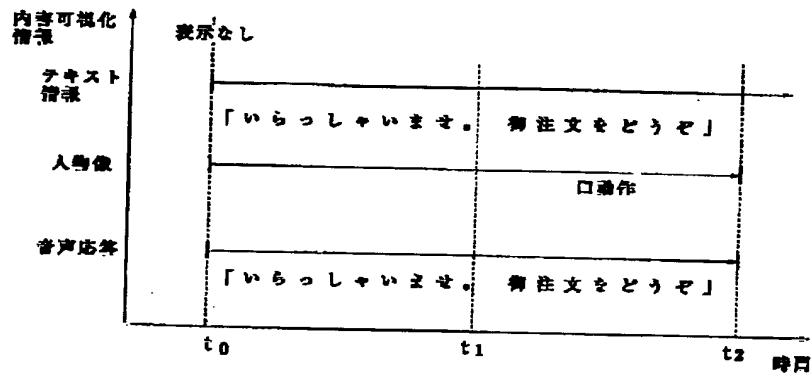 内容可視化
情報
表示なし
テキスト
情報
「いらっしゃいませ。 御注文をどうぞ」
人物像
口動作
音声応答
「いらっしゃいませ。 御注文をどうぞ」
t0 t1 t2
時間